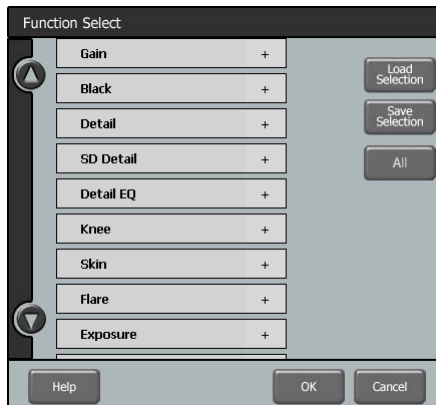 Function Select
Gain +
Black +
Detail +
SD Detail +
Detail EQ +
Knee +
Skin +
Flare +
Exposure +
Load
Selection
Save
Selection
All
Help
OK
Cancel